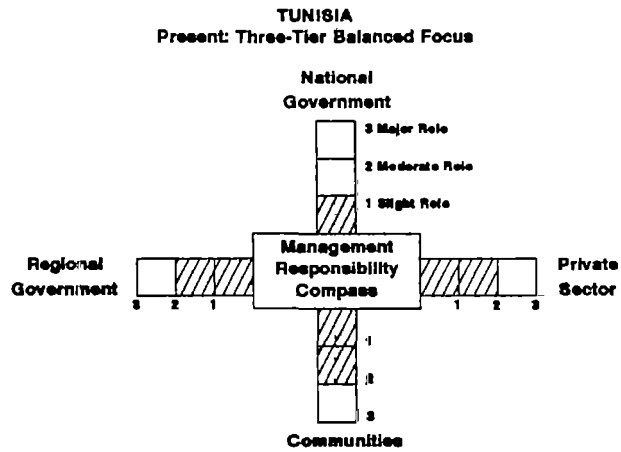 TUNISIA
Present: Three-Tier Balanced Focus
National
Government
3 Major Role
2 Moderate Role
1 Slight Role
Management
Responsibility
Compass
Regional
Government
3 2 1
Private
Sector
1 2 3
1
2
3
Communities